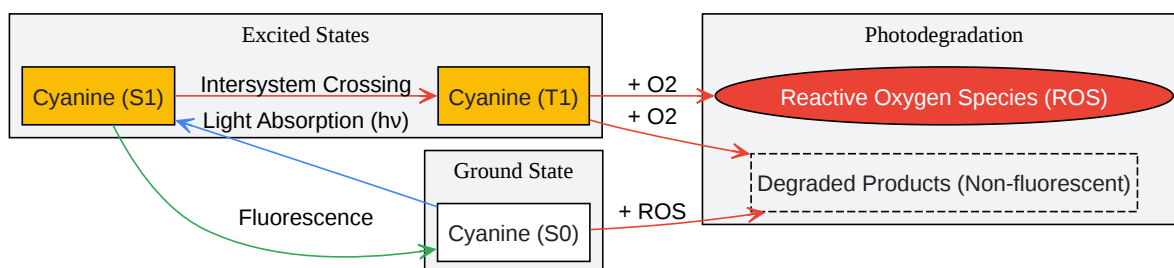 Excited States
Photodegradation
Cyanine (S1)
Intersystem Crossing
Cyanine (T1)
+ O2
Reactive Oxygen Species (ROS)
Light Absorption (hν)
+ O2
Ground State
Degraded Products (Non-fluorescent)
Fluorescence
Cyanine (S0)
+ ROS